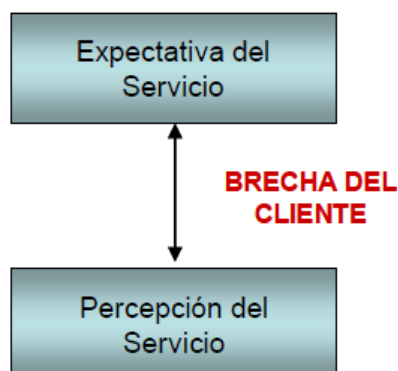 Expectativa del
Servicio
BRECHA DEL
CLIENTE
Percepción del
Servicio